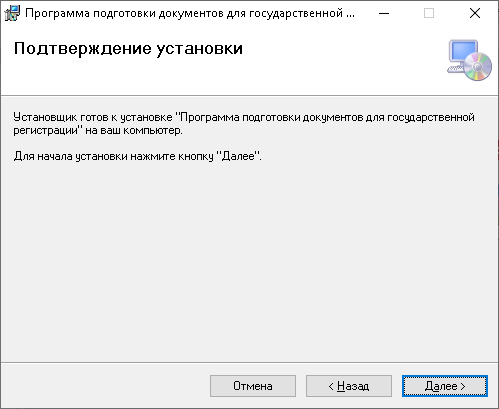 Программа подготовки документов для государственной ...
Подтверждение установки
Установщик готов к установке "Программа подготовки документов для государственной
регистрации" на ваш компьютер.
Для начала установки нажмите кнопку "Далее".
Отмена
< Назад
Далее >